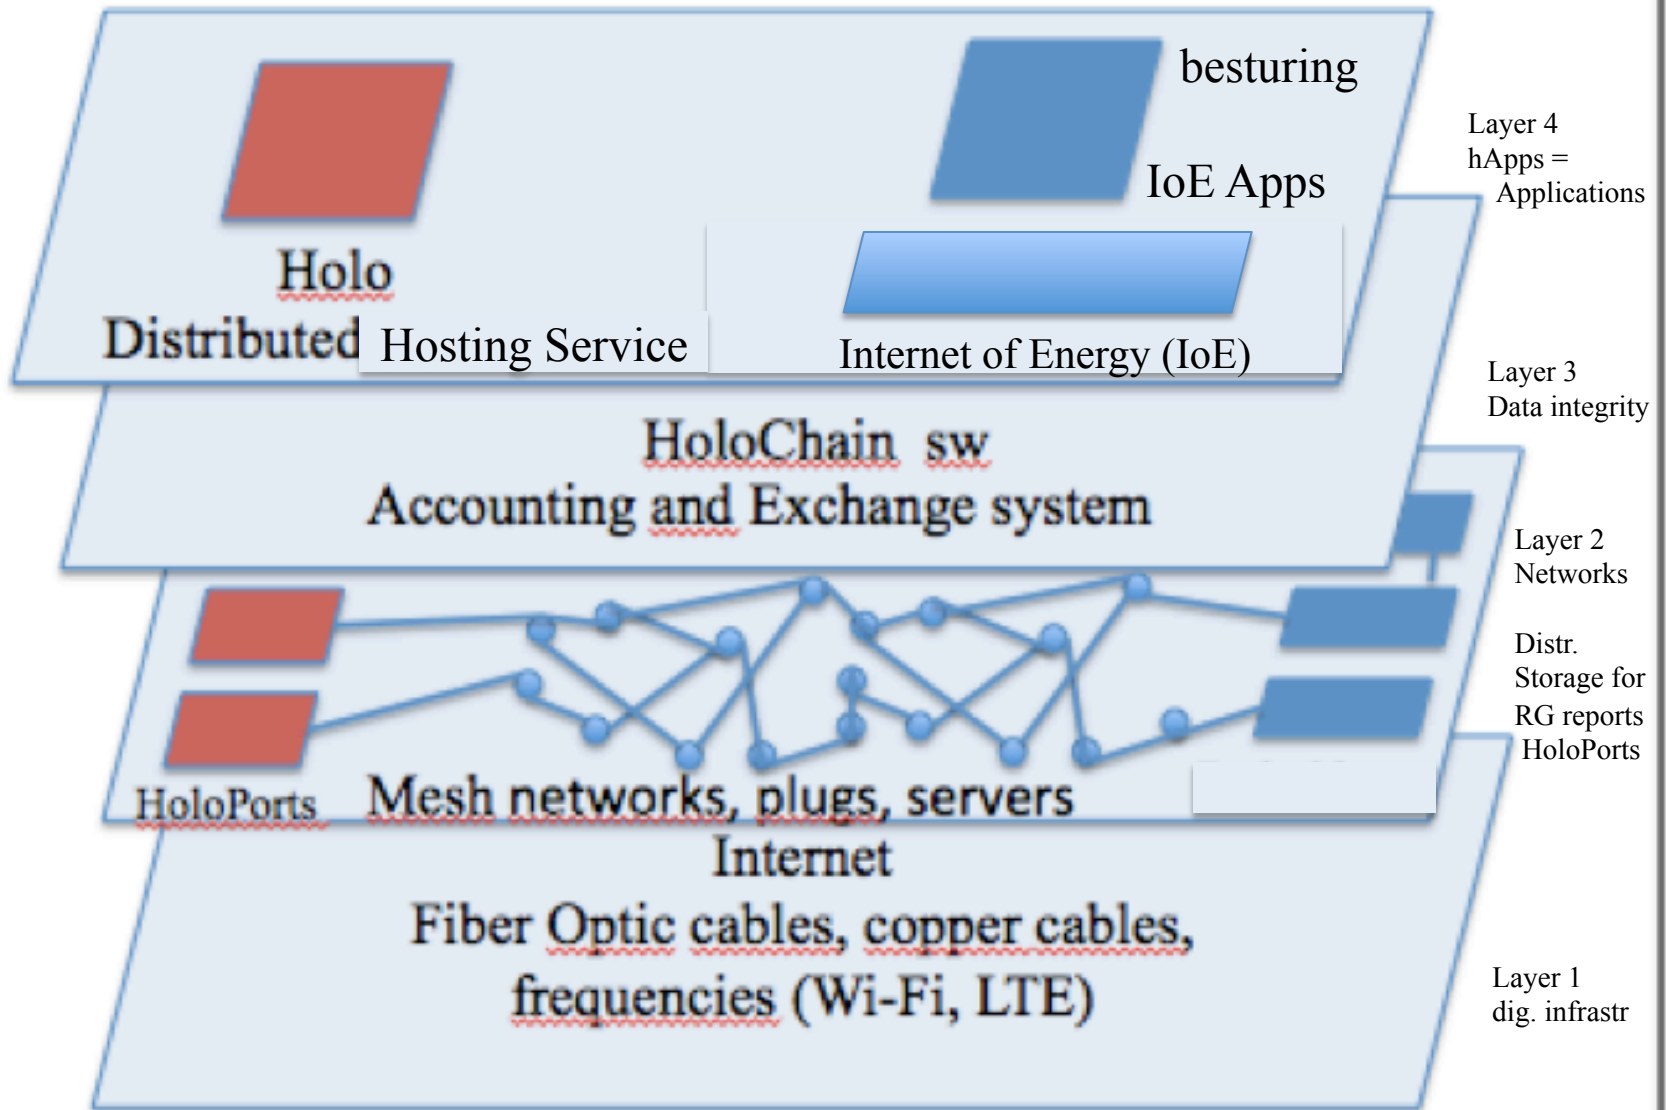 besturing
IoE Apps
Holo
Distributed Hosting Service
Internet of Energy (IoE)
Layer 4
hApps =
Applications
HoloChain sw
Accounting and Exchange system
Layer 3
Data integrity
HoloPorts
Mesh networks, plugs, servers
Layer 2
Networks
Distr.
Storage for
RG reports
HoloPorts
Internet
Fiber Optic cables, copper cables,
frequencies (Wi-Fi, LTE)
Layer 1
dig. infrastr